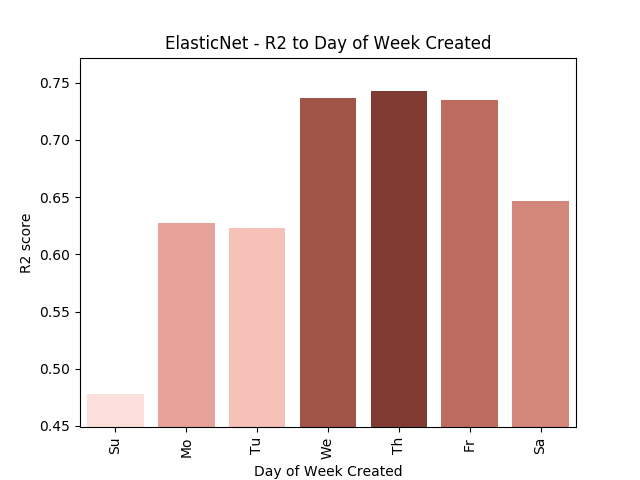 ElasticNet - R2 to Day of Week Created
0.75
0.70
0.65
0.60
0.55
0.50
0.45
R2 score
Su
Mo
Tu
We
Th
Fr
Sa
Day of Week Created